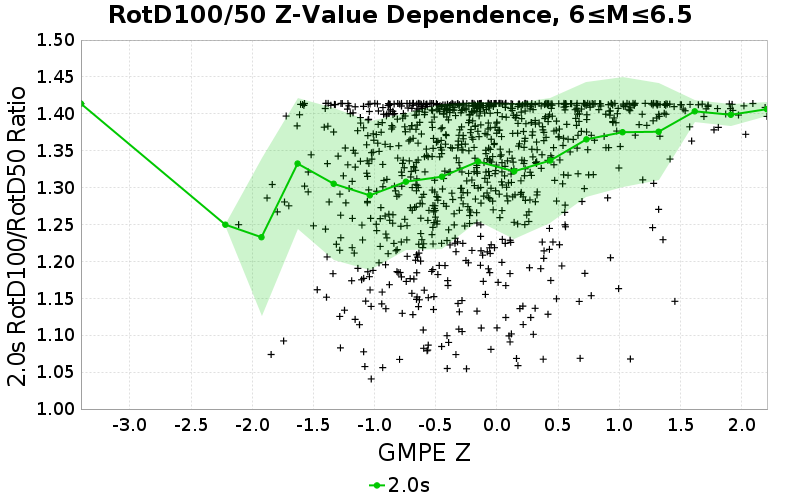 RotD100/50 Z-Value Dependence, 6≤M≤6.5
2.0s RotD100/RotD50 Ratio
1.50
1.45
1.40
1.35
1.30
1.25
1.20
1.15
1.10
1.05
1.00
-3.0 -2.5 -2.0 -1.5 -1.0 -0.5 0.0 0.5 1.0 1.5 2.0
GMPE Z
2.0s